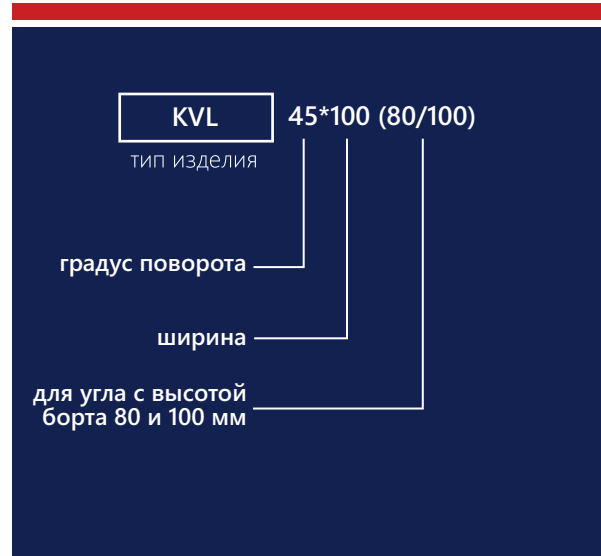 KVL 45*100 (80/100)
тип изделия
градус поворота
ширина
для угла с высотой
борта 80 и 100 мм